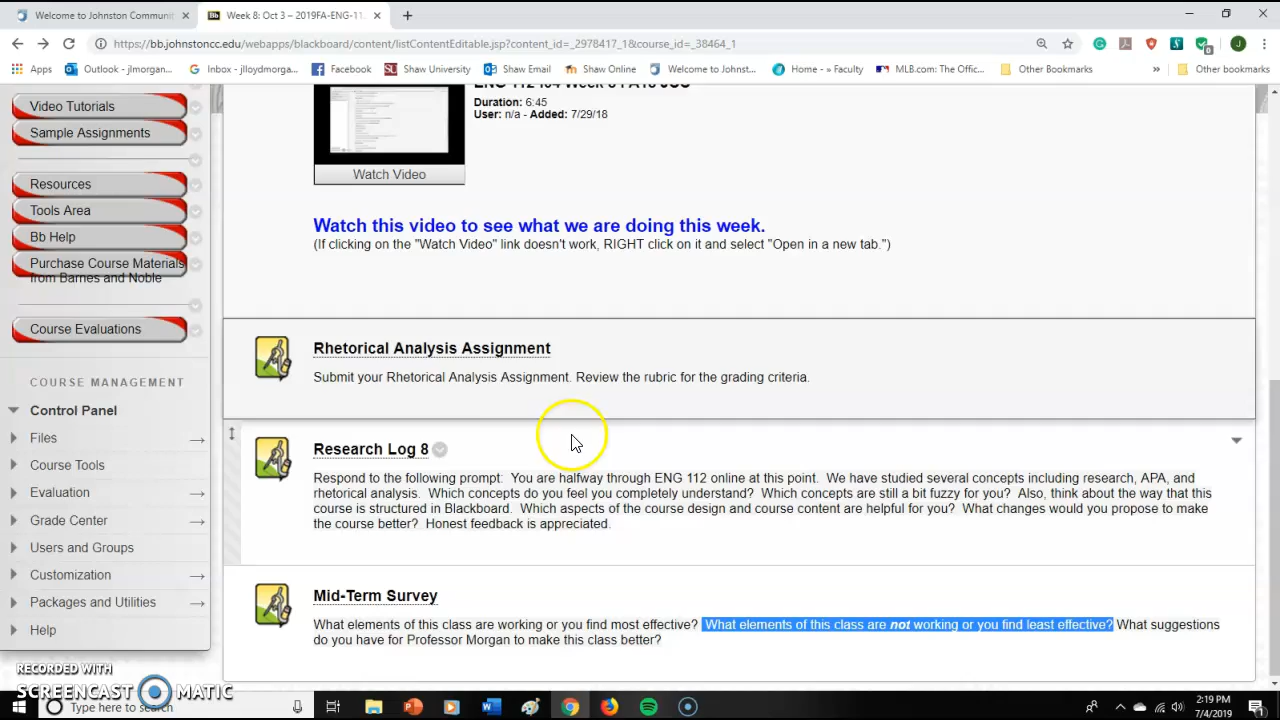 Welcome to Johnston Communit
Bb Week 8: Oct 3 – 2019FA-ENG-11
https://bb.johnstoncc.edu/webapps/blackboard/content/listContentEditable.jsp?content_id=_2978417_1&course_id=_38464_1
Apps Outlook - jlmorgan... Inbox - jlloydmorga... Facebook Shaw University Shaw Email Shaw Online Welcome to Johnst... Home - » Faculty MLB.com: The Offic... Other Bookmarks » Other bookmarks
Video Tutorials
Sample Assignments
Resources
Tools Area
Bb Help
Purchase Course Materials
from Barnes and Noble
Course Evaluations
COURSE MANAGEMENT
Control Panel
Files
Course Tools
Evaluation
Grade Center
Users and Groups
Customization
Packages and Utilities
Help
Duration: 6:45
User: n/a - Added: 7/29/18
Watch Video
Watch this video to see what we are doing this week.
(If clicking on the "Watch Video" link doesn't work, RIGHT click on it and select "Open in a new tab.")
Rhetorical Analysis Assignment
Submit your Rhetorical Analysis Assignment. Review the rubric for the grading criteria.
Research Log 8
Respond to the following prompt: You are halfway through ENG 112 online at this point. We have studied several concepts including research, APA, and
rhetorical analysis. Which concepts do you feel you completely understand? Which concepts are still a bit fuzzy for you? Also, think about the way that this
course is structured in Blackboard. Which aspects of the course design and course content are helpful for you? What changes would you propose to make
the course better? Honest feedback is appreciated.
Mid-Term Survey
What elements of this class are working or you find most effective? What elements of this class are not working or you find least effective? What suggestions
do you have for Professor Morgan to make this class better?
RECORDED WITH
SCREENCAST MATIC
Type here to search
2:19 PM
7/4/2019